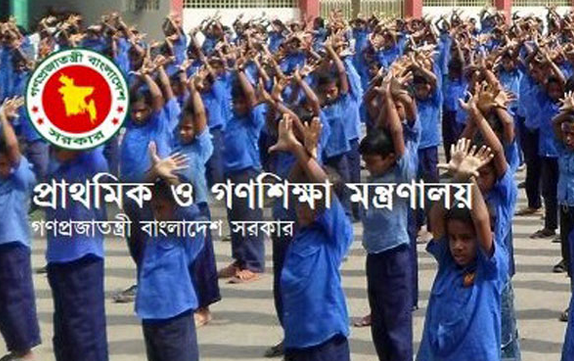 গণপ্রজাতন্ত্রী বাংলাদেশ
সরকার
প্রাথমিক ও গণশিক্ষা মন্ত্রণালয়
গণপ্রজাতন্ত্রী বাংলাদেশ সরকার